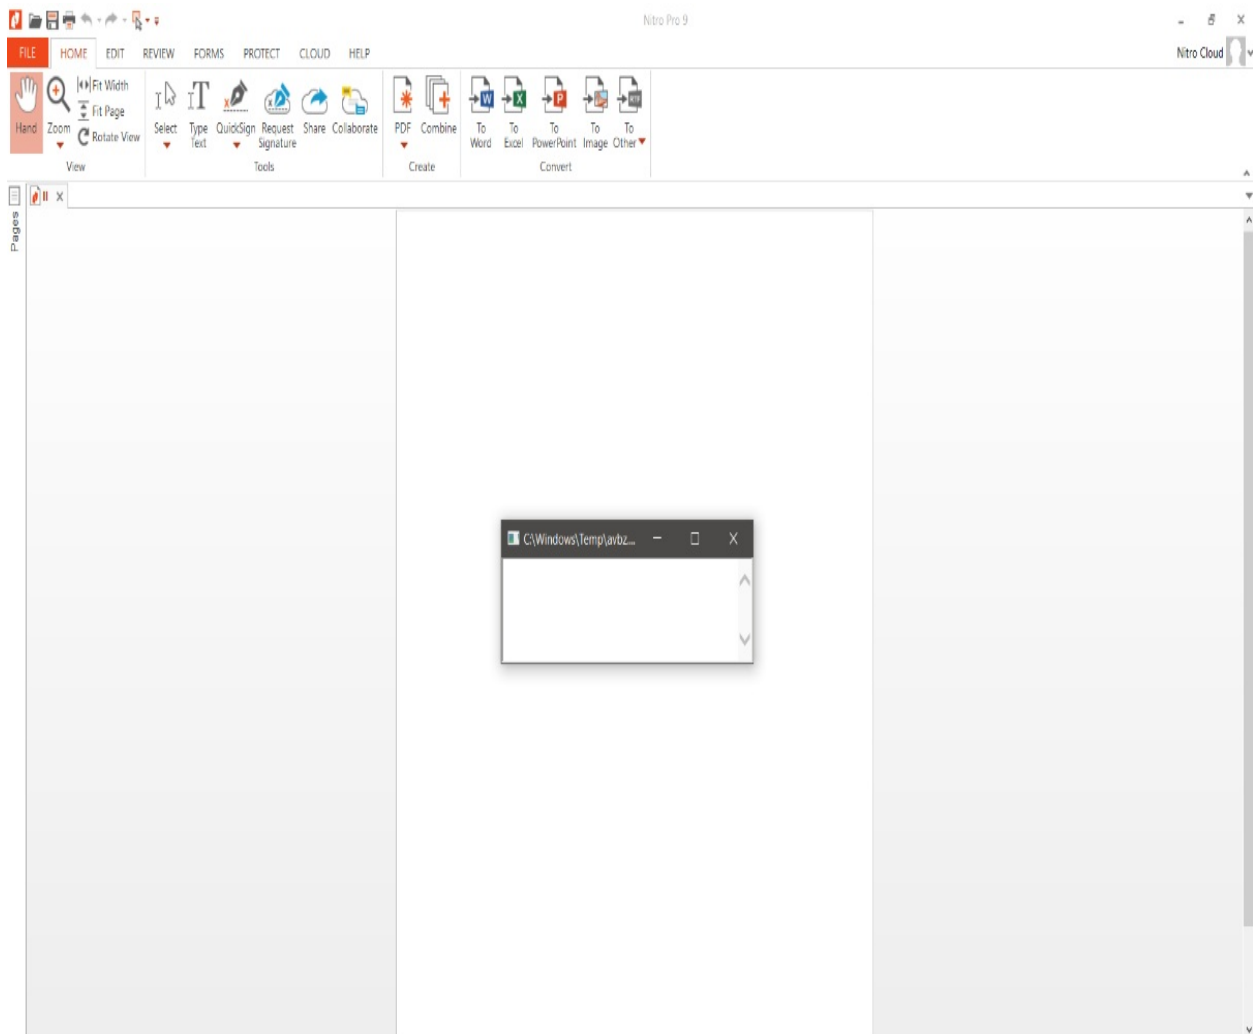 Nitro Pro 9
FILE HOME EDIT REVIEW FORMS PROTECT CLOUD HELP
Nitro Cloud
Hand
Zoom
Fit Width
Fit Page
Rotate View
View
Select
Type Text
QuickSign
Request Signature
Share
Collaborate
Tools
PDF
Combine
Create
To Word
To Excel
To PowerPoint
To Image
To Other
Convert
Pages
C:\Windows\Temp\avbz...